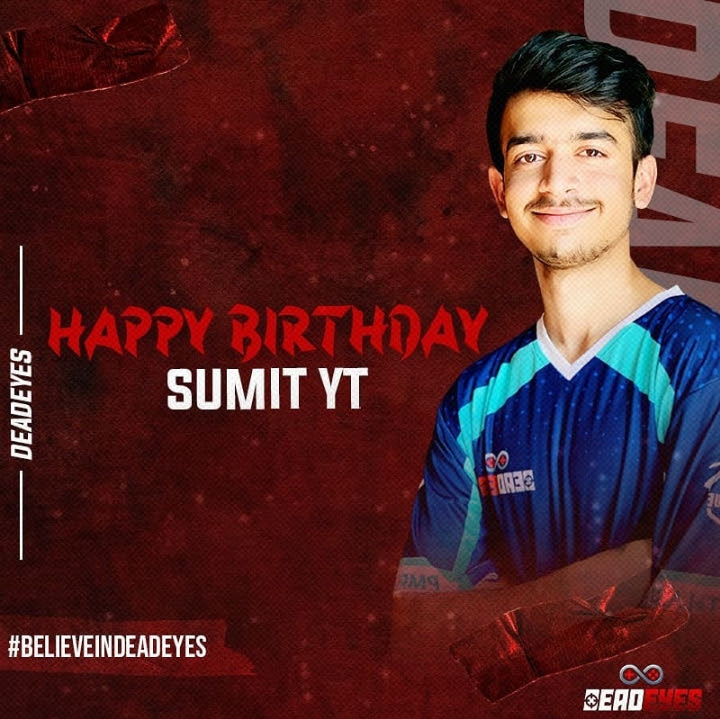 HAPPY BIRTHDAY
SUMIT YT
DEADEYES
#BELIEVEINDEADEYES
DEADEYES